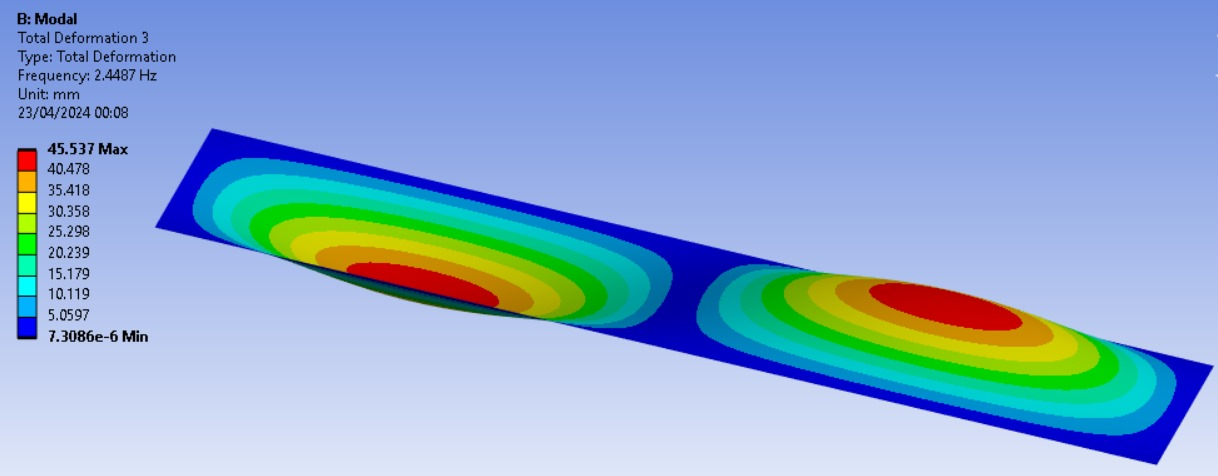 B: Modal
Total Deformation 3
Type: Total Deformation
Frequency: 2.4487 Hz
Unit: mm
23/04/2024 00:08
45.537 Max
40.478
35.418
30.358
25.298
20.239
15.179
10.119
5.0597
7.3086e-6 Min